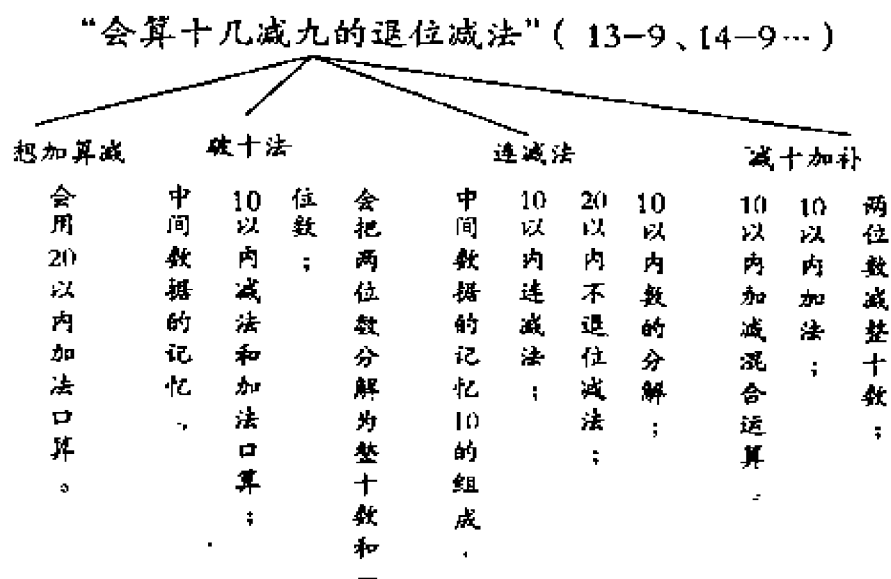 “会算十几减九的退位减法”( 13-9、14-9… )
想加算减
会用20以内加法口算。
破十法
会把两位数分解为整十数和一
位数；
10以内减法和加法口算；
中间数据的记忆、
连减法
10以内数的分解；
20以内不退位减法；
10以内连减法；
中间数据的记忆10的组成.
减十加补
两位数减整十数；
10以内加法；
10以内加减混合运算.